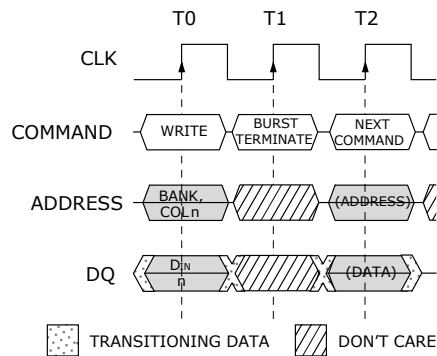 T0 T1 T2
CLK
COMMAND WRITE BURST TERMINATE NEXT COMMAND
ADDRESS BANK, COL n (ADDRESS)
DQ DIN n (DATA)
TRANSITIONING DATA DON'T CARE